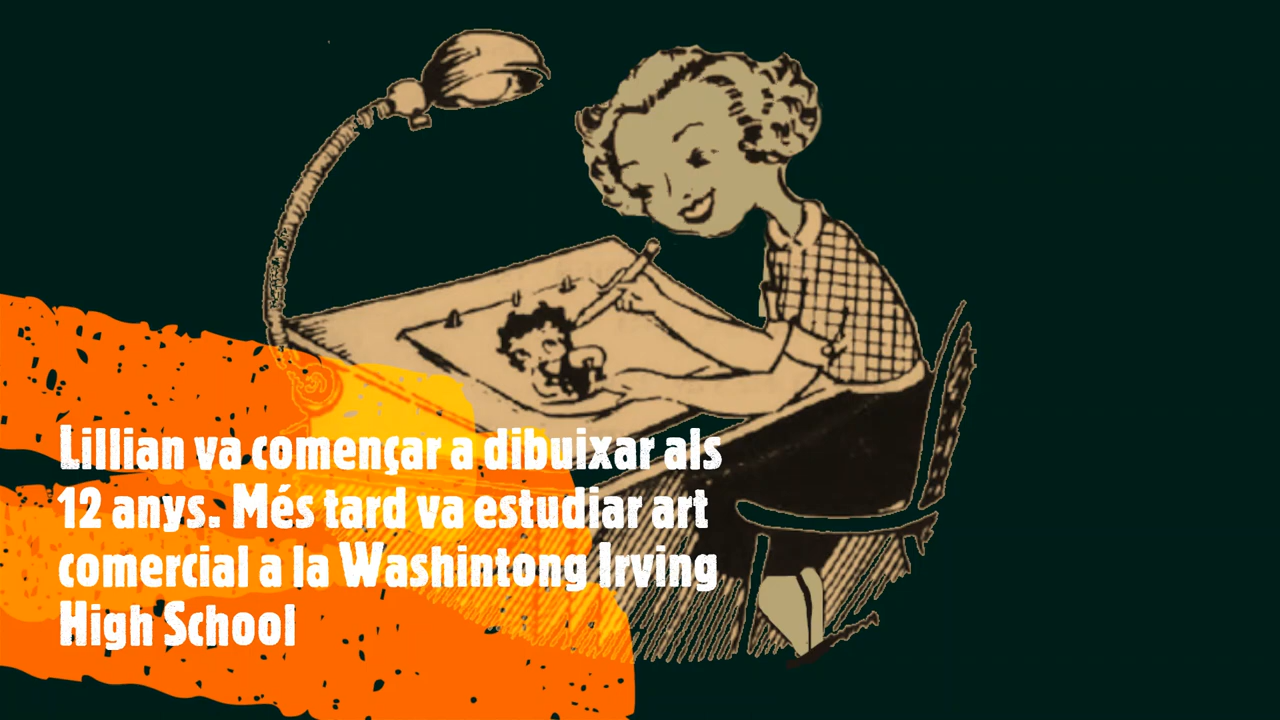 Lillian va començar a dibuixar als
12 anys. Més tard va estudiar art
comercial a la Washintong Irving
High School